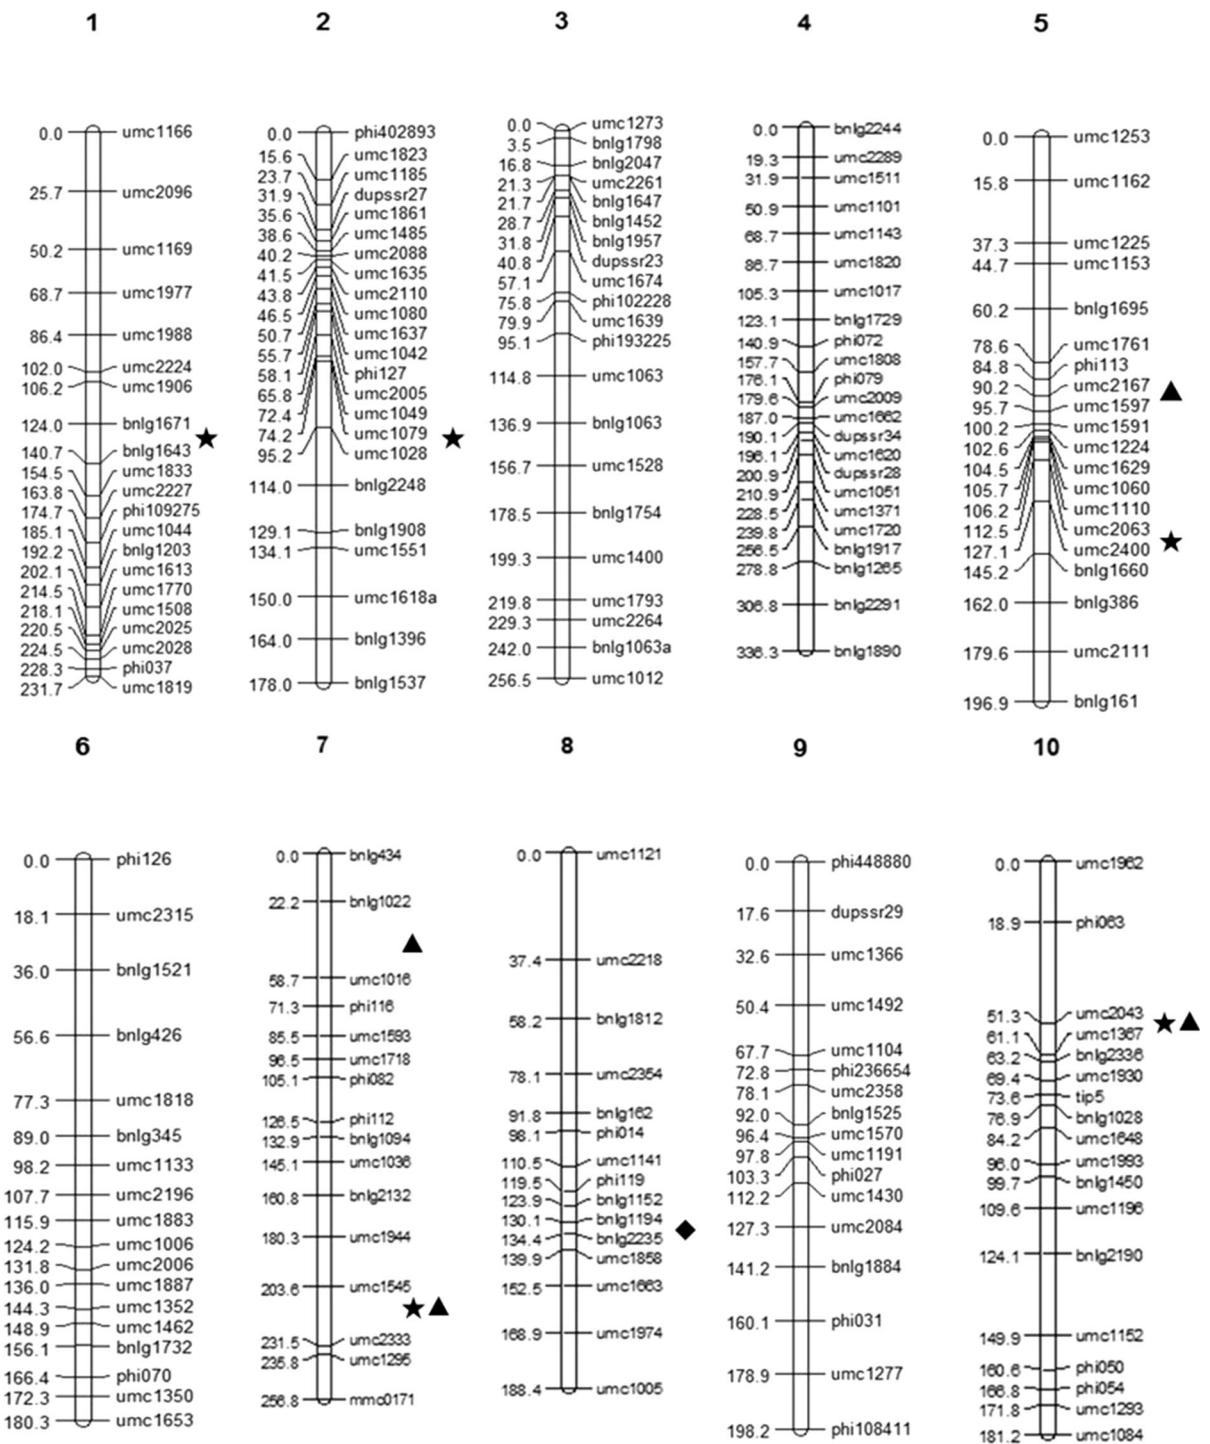 1 2 3 4 5
0.0 umc1166
25.7 umc2096
50.2 umc1169
68.7 umc1977
86.4 umc1988
102.0 umc2224
106.2 umc1906
124.0 bnlg1671
140.7 bnlg1643
154.5 umc1833
163.8 umc2227
174.7 phi109275
185.1 umc1044
192.2 bnlg1203
202.1 umc1613
214.5 umc1770
218.1 umc1508
220.5 umc2025
224.5 umc2028
228.3 phi037
231.7 umc1819
0.0 phi402893
15.6 umc1823
23.7 umc1185
31.9 dupssr27
35.6 umc1861
38.6 umc1485
40.2 umc2088
41.5 umc1635
43.8 umc2110
46.5 umc1080
50.7 umc1637
55.7 umc1042
58.1 phi127
65.8 umc2005
72.4 umc1049
74.2 umc1079
95.2 umc1028
114.0 bnlg2248
129.1 bnlg1908
134.1 umc1551
150.0 umc1618a
164.0 bnlg1396
178.0 bnlg1537
0.0 umc1273
3.5 bnlg1798
16.8 bnlg2047
21.3 umc2261
21.7 bnlg1647
28.7 bnlg1452
31.8 bnlg1957
40.8 dupssr23
57.1 umc1674
75.8 phi102228
79.9 umc1639
95.1 phi193225
114.8 umc1063
136.9 bnlg1063
156.7 umc1528
178.5 bnlg1754
199.3 umc1400
219.8 umc1793
229.3 umc2264
242.0 bnlg1063a
256.5 umc1012
0.0 bnlg2244
19.3 umc2289
31.9 umc1511
50.9 umc1101
68.7 umc1143
86.7 umc1820
105.3 umc1017
123.1 bnlg1729
140.9 phi072
157.7 umc1808
176.1 phi079
179.6 umc2009
187.0 umc1662
190.1 dupssr34
196.1 umc1620
200.9 dupssr28
210.9 umc1051
228.5 umc1371
239.8 umc1720
256.5 bnlg1917
278.8 bnlg1265
306.8 bnlg2291
336.3 bnlg1890
0.0 umc1253
15.8 umc1162
37.3 umc1225
44.7 umc1153
60.2 bnlg1695
78.6 umc1761
84.8 phi113
90.2 umc2167
95.7 umc1597
100.2 umc1591
102.6 umc1224
104.5 umc1629
105.7 umc1060
106.2 umc1110
112.5 umc2063
127.1 umc2400
145.2 bnlg1660
162.0 bnlg386
179.6 umc2111
196.9 bnlg161
6 7 8 9 10
0.0 phi126
18.1 umc2315
36.0 bnlg1521
56.6 bnlg426
77.3 umc1818
89.0 bnlg345
98.2 umc1133
107.7 umc2196
115.9 umc1883
124.2 umc1006
131.8 umc2006
136.0 umc1887
144.3 umc1352
148.9 umc1462
156.1 bnlg1732
166.4 phi070
172.3 umc1350
180.3 umc1653
0.0 bnlg434
22.2 bnlg1022
58.7 umc1016
71.3 phi116
85.5 umc1593
96.5 umc1718
105.1 phi082
126.5 phi112
132.9 bnlg1094
145.1 umc1036
160.8 bnlg2132
180.3 umc1944
203.6 umc1545
231.5 umc2333
235.8 umc1295
256.8 mmc0171
0.0 umc1121
37.4 umc2218
58.2 bnlg1812
78.1 umc2354
91.8 bnlg162
98.1 phi014
110.5 umc1141
119.5 phi119
123.9 bnlg1152
130.1 bnlg1194
134.4 bnlg2235
139.9 umc1858
152.5 umc1663
168.9 umc1974
188.4 umc1005
0.0 phi448880
17.6 dupssr29
32.6 umc1366
50.4 umc1492
67.7 umc1104
72.8 phi236654
78.1 umc2358
92.0 bnlg1525
96.4 umc1570
97.8 umc1191
103.3 phi027
112.2 umc1430
127.3 umc2084
141.2 bnlg1884
160.1 phi031
178.9 umc1277
198.2 phi108411
0.0 umc1962
18.9 phi063
51.3 umc2043
61.1 umc1367
63.2 bnlg2336
69.4 umc1930
73.6 tip5
76.9 bnlg1028
84.2 umc1648
96.0 umc1993
99.7 bnlg1450
109.6 umc1196
124.1 bnlg2190
149.9 umc1152
160.6 phi050
166.8 phi054
171.8 umc1293
181.2 umc1084